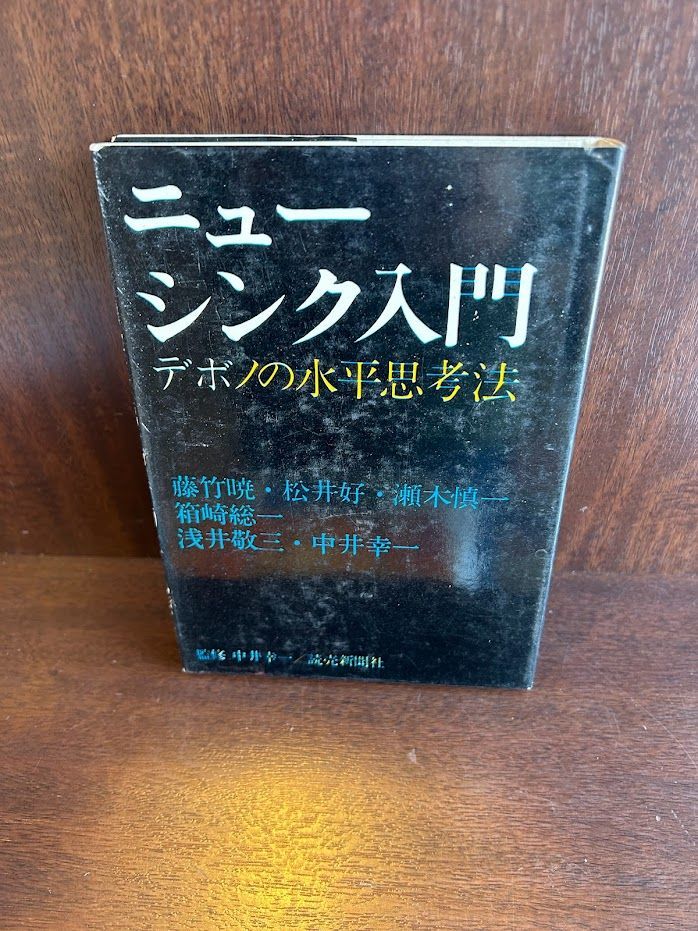 ニュー
シンク入門
デボノの水平思考法
藤竹暁・松井好・瀬木慎一
箱崎総一
浅井敬三・中井幸一
監修 中井幸一／読売新聞社